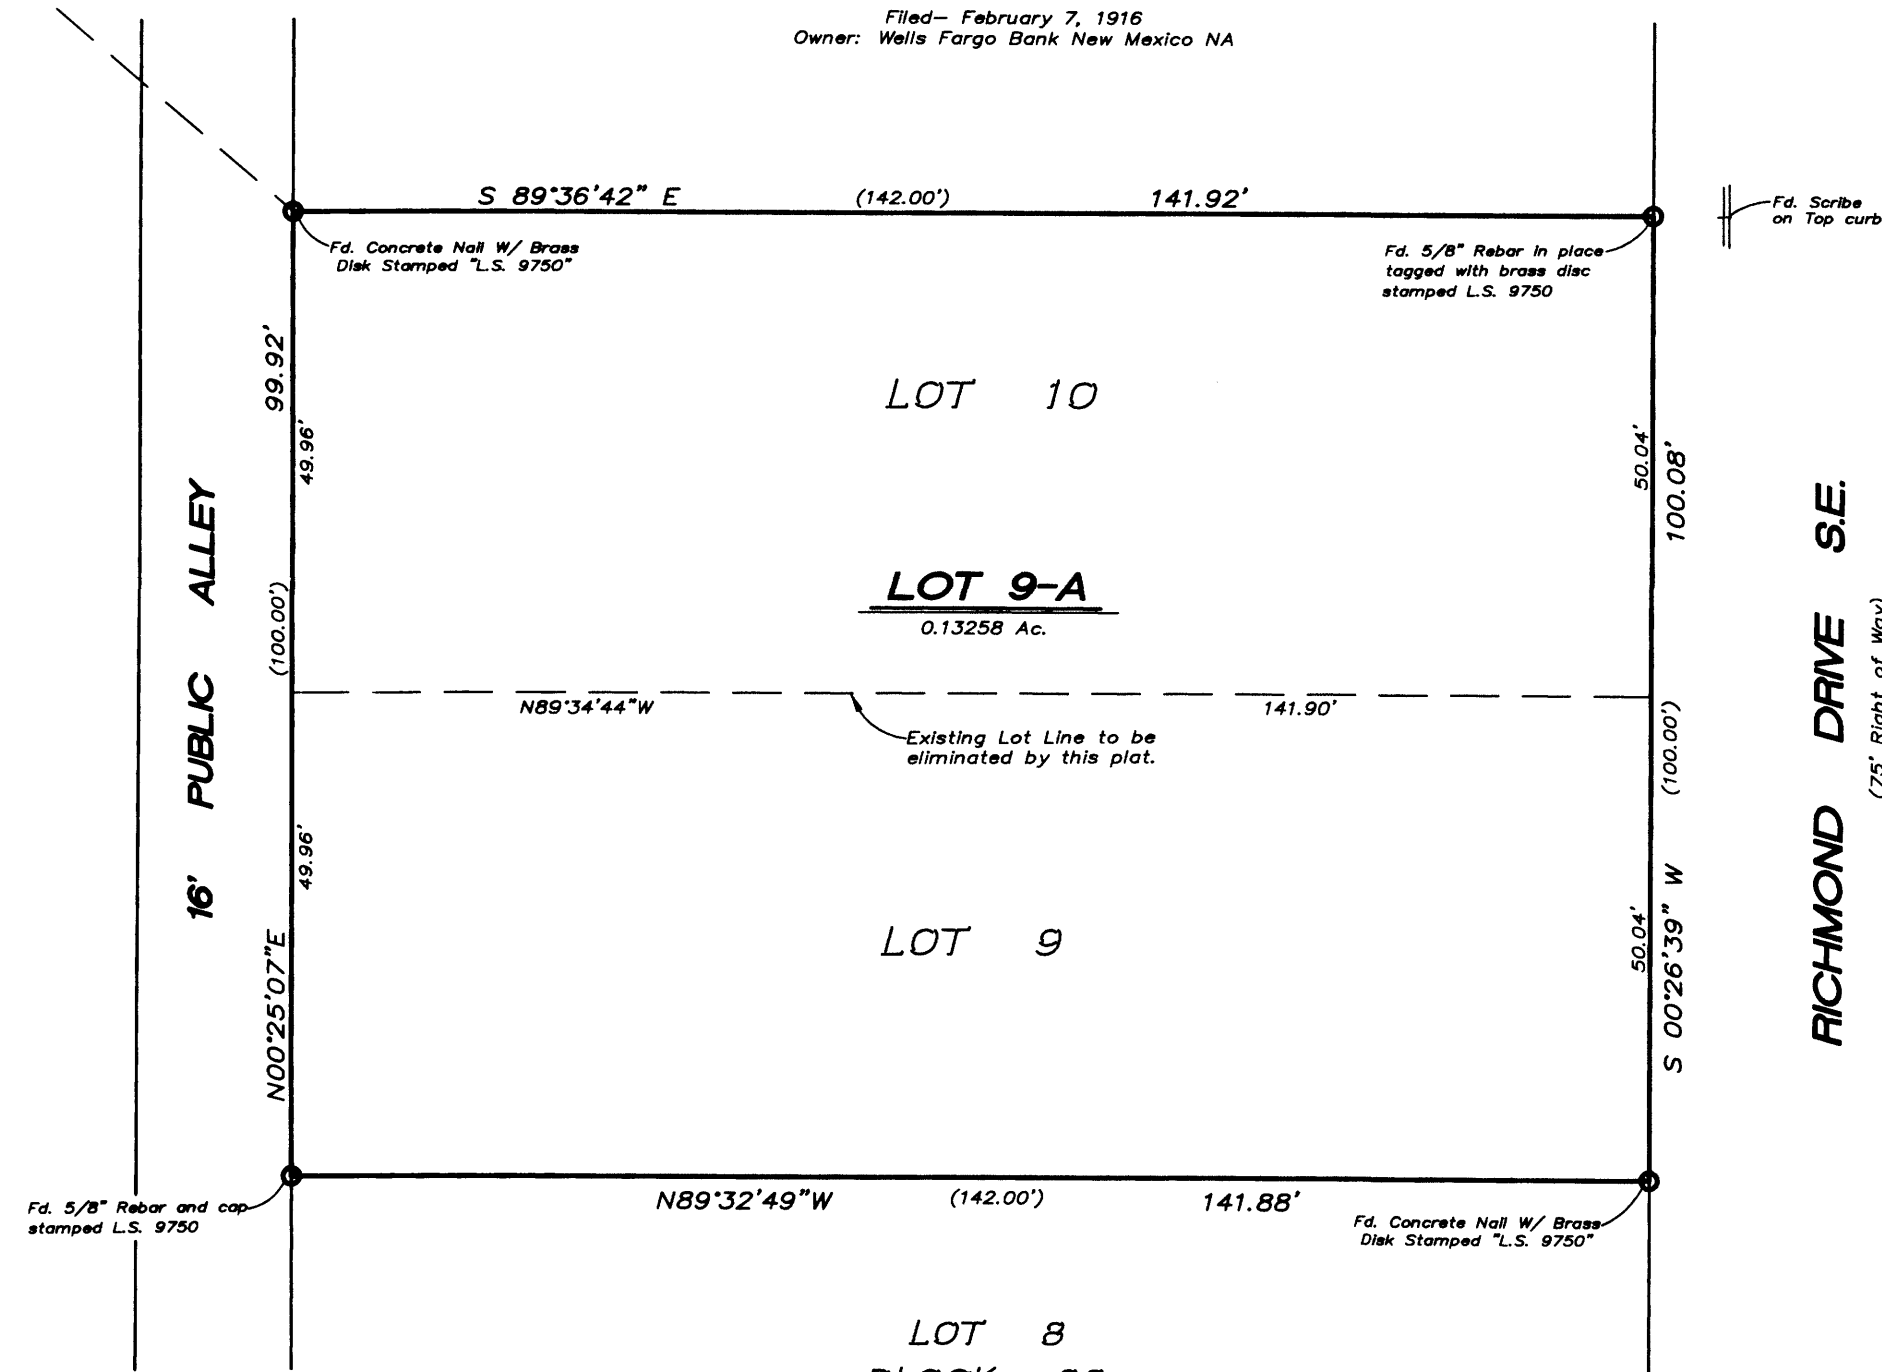 Filed– February 7, 1916
Owner: Wells Fargo Bank New Mexico NA
S 89°36'42" E (142.00') 141.92'
Fd. Scribe
on Top curb
Fd. Concrete Nail W/ Brass
Disk Stamped "L.S. 9750"
Fd. 5/8" Rebar in place
tagged with brass disc
stamped L.S. 9750
99.92'
49.96'
LOT 10
50.04'
100.08'
16' PUBLIC ALLEY
(100.00')
LOT 9-A
0.13258 Ac.
RICHMOND DRIVE S.E.
(75' Right of Way)
N89°34'44"W 141.90'
Existing Lot Line to be
eliminated by this plat.
(100.00')
49.96'
LOT 9
50.04'
N00°25'07"E
S 00°26'39" W
N89°32'49"W (142.00') 141.88'
Fd. 5/8" Rebar and cap
stamped L.S. 9750
Fd. Concrete Nail W/ Brass
Disk Stamped "L.S. 9750"
LOT 8